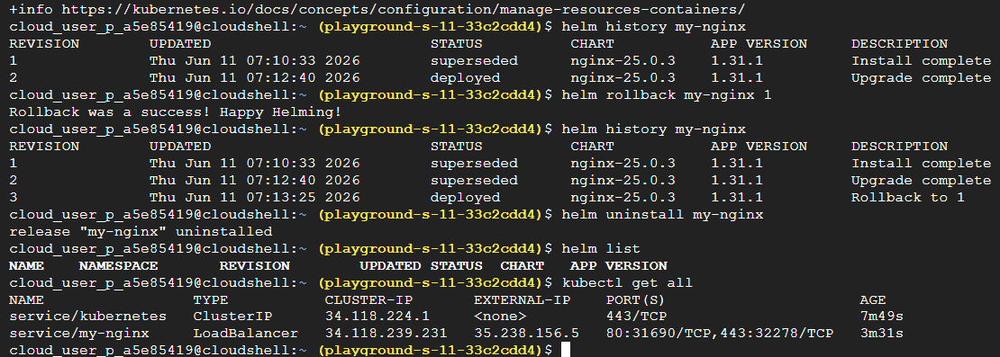 +info https://kubernetes.io/docs/concepts/configuration/manage-resources-containers/
cloud_user_p_a5e85419@cloudshell:~ (playground-s-11-33c2cdd4)$ helm history my-nginx
REVISION        UPDATED                         STATUS          CHART           APP VERSION     DESCRIPTION
1               Thu Jun 11 07:10:33 2026        superseded      nginx-25.0.3    1.31.1          Install complete
2               Thu Jun 11 07:12:40 2026        deployed        nginx-25.0.3    1.31.1          Upgrade complete
cloud_user_p_a5e85419@cloudshell:~ (playground-s-11-33c2cdd4)$ helm rollback my-nginx 1
Rollback was a success! Happy Helming!
cloud_user_p_a5e85419@cloudshell:~ (playground-s-11-33c2cdd4)$ helm history my-nginx
REVISION        UPDATED                         STATUS          CHART           APP VERSION     DESCRIPTION
1               Thu Jun 11 07:10:33 2026        superseded      nginx-25.0.3    1.31.1          Install complete
2               Thu Jun 11 07:12:40 2026        superseded      nginx-25.0.3    1.31.1          Upgrade complete
3               Thu Jun 11 07:13:25 2026        deployed        nginx-25.0.3    1.31.1          Rollback to 1
cloud_user_p_a5e85419@cloudshell:~ (playground-s-11-33c2cdd4)$ helm uninstall my-nginx
release "my-nginx" uninstalled
cloud_user_p_a5e85419@cloudshell:~ (playground-s-11-33c2cdd4)$ helm list
NAME    NAMESPACE       REVISION        UPDATED STATUS  CHART   APP VERSION
cloud_user_p_a5e85419@cloudshell:~ (playground-s-11-33c2cdd4)$ kubectl get all
NAME                 TYPE           CLUSTER-IP       EXTERNAL-IP    PORT(S)                      AGE
service/kubernetes   ClusterIP      34.118.224.1     <none>         443/TCP                      7m49s
service/my-nginx     LoadBalancer   34.118.239.231   35.238.156.5   80:31690/TCP,443:32278/TCP   3m31s
cloud_user_p_a5e85419@cloudshell:~ (playground-s-11-33c2cdd4)$